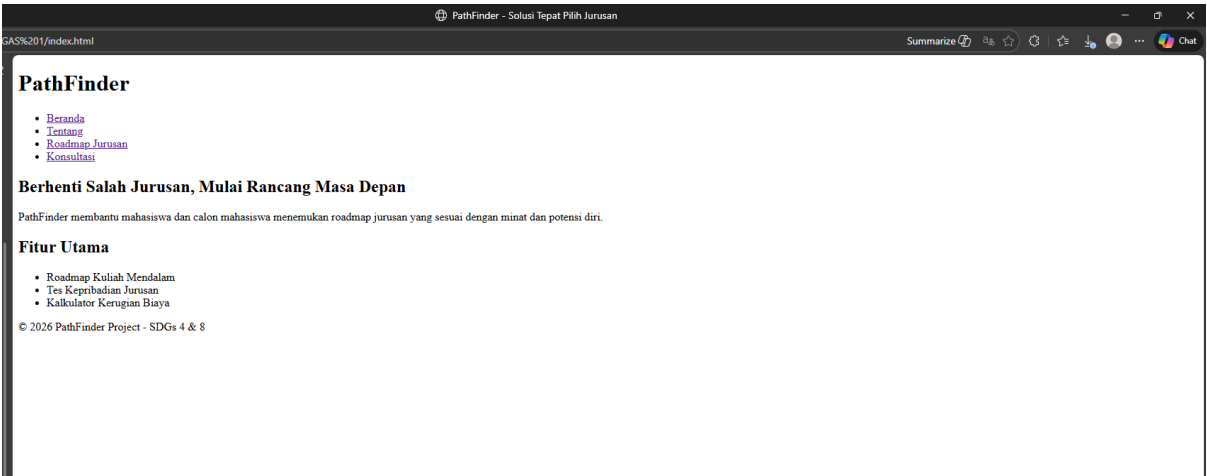 PathFinder - Solusi Tepat Pilih Jurusan
GAS%201/index.html
Summarize
Chat
PathFinder
Beranda
Tentang
Roadmap Jurusan
Konsultasi
Berhenti Salah Jurusan, Mulai Rancang Masa Depan
PathFinder membantu mahasiswa dan calon mahasiswa menemukan roadmap jurusan yang sesuai dengan minat dan potensi diri.
Fitur Utama
Roadmap Kuliah Mendalam
Tes Kepribadian Jurusan
Kalkulator Kerugian Biaya
© 2026 PathFinder Project - SDGs 4 & 8